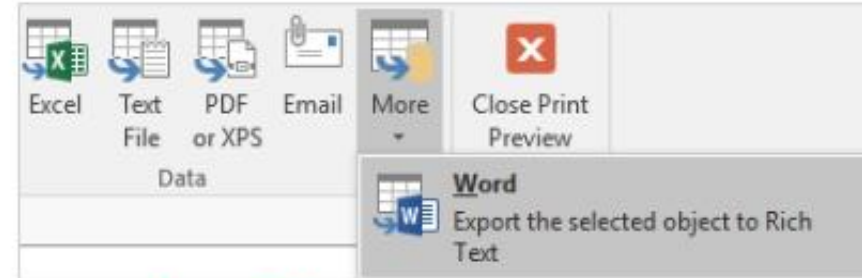 Excel Text File PDF or XPS Email More Close Print Preview
Data
Word
Export the selected object to Rich
Text